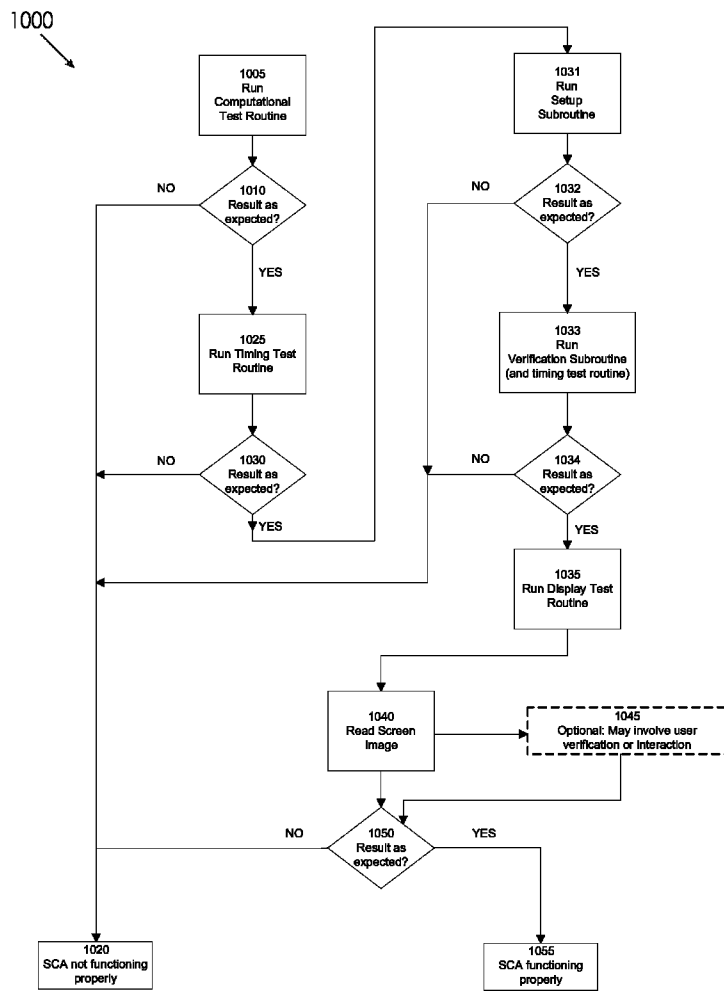 1000
1005
Run
Computational
Test Routine
1010
Result as
expected?
NO
YES
1025
Run Timing Test
Routine
1030
Result as
expected?
NO
YES
1031
Run
Setup
Subroutine
1032
Result as
expected?
NO
YES
1033
Run
Verification Subroutine
(and timing test routine)
1034
Result as
expected?
NO
YES
1035
Run Display Test
Routine
1040
Read Screen
Image
1045
Optional: May involve user
verification or Interaction
1050
Result as
expected?
NO
YES
1020
SCA not functioning
properly
1055
SCA functioning
properly